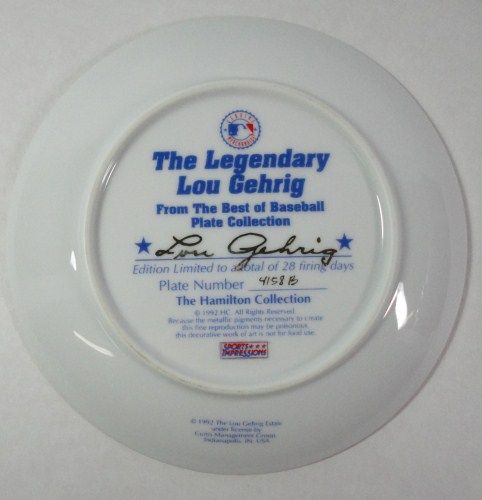 GENUINE
MERCHANDISE
The Legendary
Lou Gehrig
From The Best of Baseball
Plate Collection
Lou Gehrig
Edition Limited to a total of 28 firing days
Plate Number 4158B
The Hamilton Collection
© 1992 HC. All Rights Reserved.
Because the metallic pigments necessary to create
this fine reproduction may be poisonous,
this decorative work of art is not for food use.
SPORTS
IMPRESSIONS
© 1992 The Lou Gehrig Estate
under license by
Curtis Management Group
Indianapolis, IN, USA